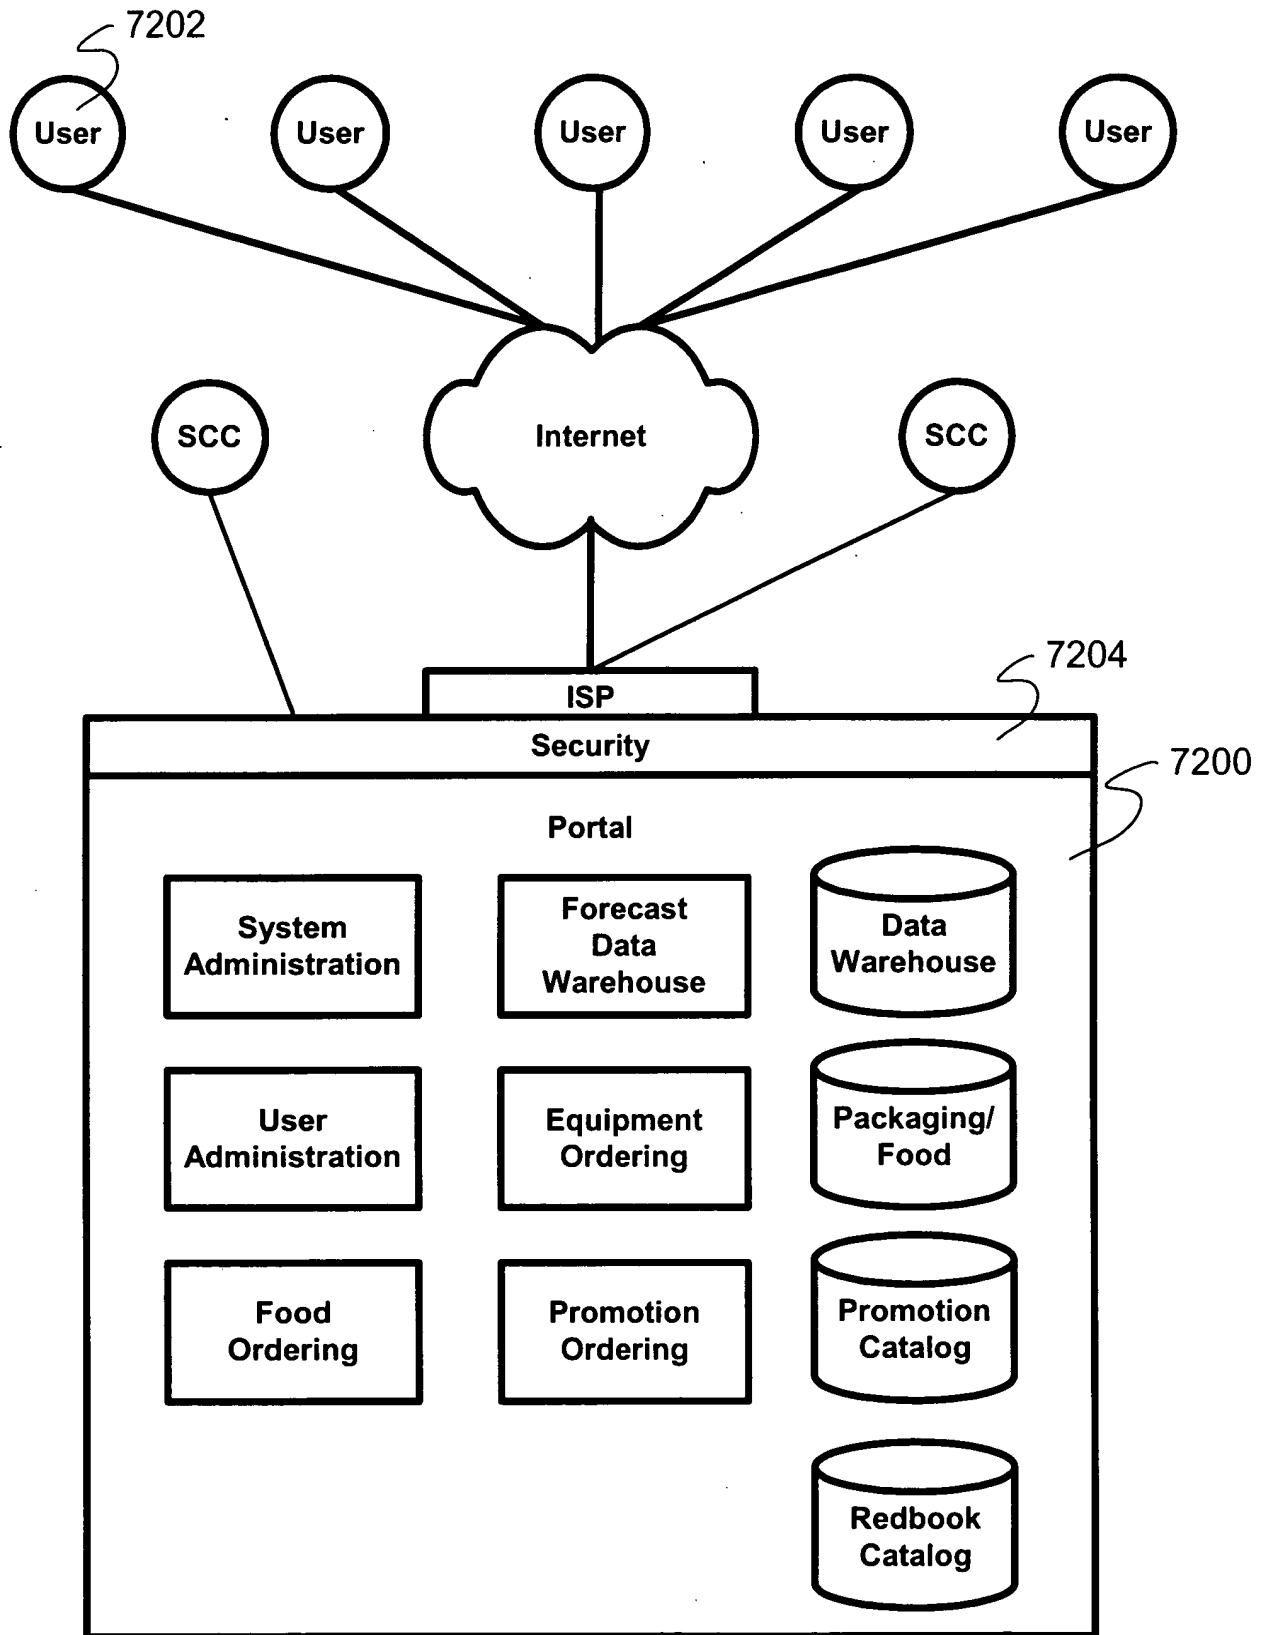 7202
User
User
User
User
User
SCC
Internet
SCC
7204
ISP
Security
7200
Portal
System
Administration
Forecast
Data
Warehouse
Data
Warehouse
User
Administration
Equipment
Ordering
Packaging/
Food
Food
Ordering
Promotion
Ordering
Promotion
Catalog
Redbook
Catalog